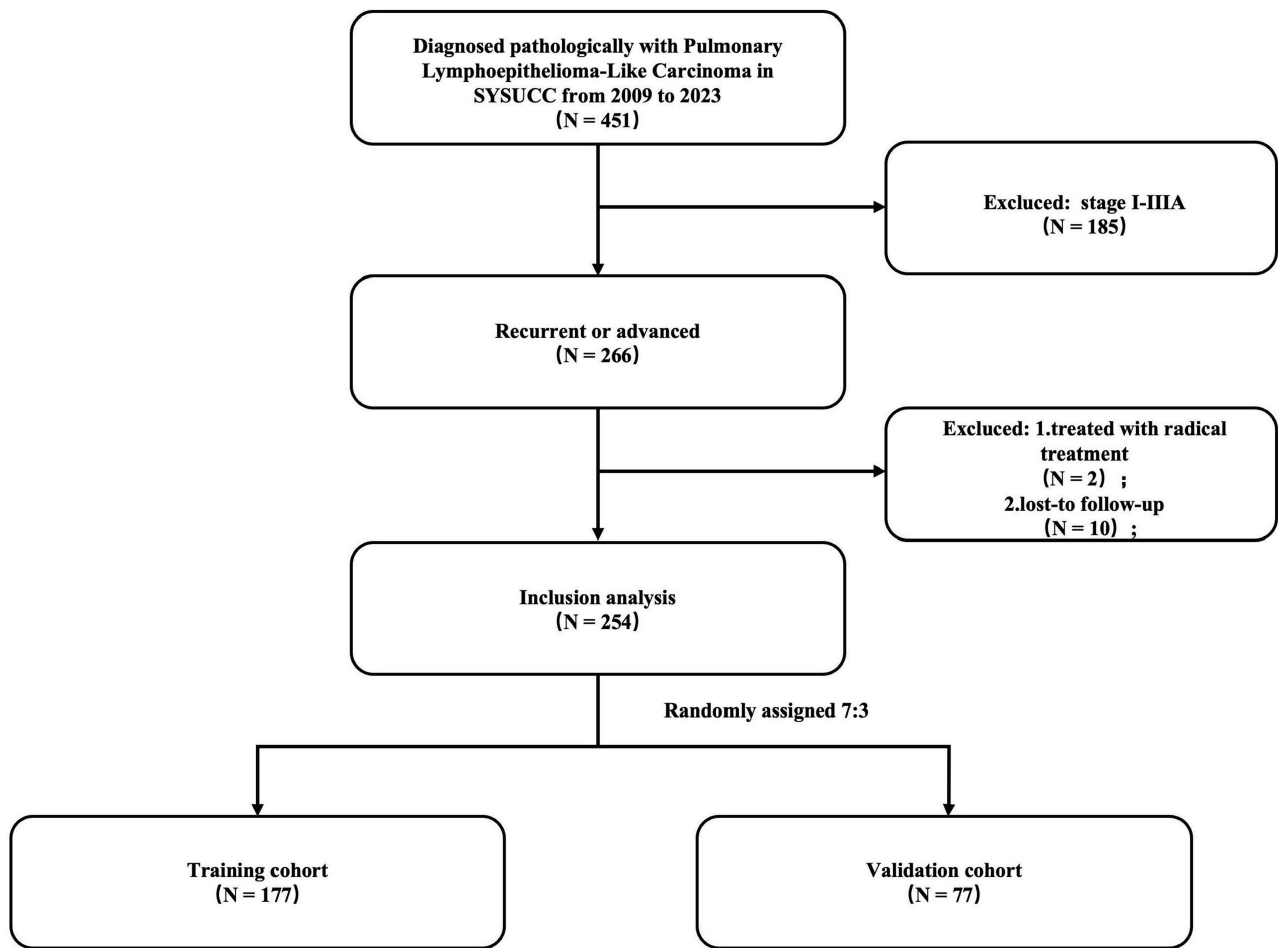 Diagnosed pathologically with Pulmonary
Lymphoepithelioma-Like Carcinoma in
SYSUCC from 2009 to 2023
（N = 451）
Excluced:  stage I-IIIA
（N = 185）
Recurrent or advanced
（N = 266）
Excluced: 1.treated with radical
treatment
（N = 2）；
2.lost-to follow-up
（N = 10）;
Inclusion analysis
（N = 254）
Randomly assigned 7:3
Training cohort
（N = 177）
Validation cohort
（N = 77）